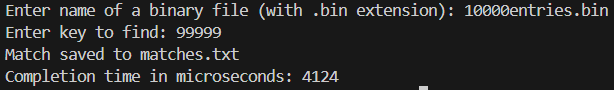 Enter name of a binary file (with .bin extension): 10000entries.bin
Enter key to find: 99999
Match saved to matches.txt
Completion time in microseconds: 4124